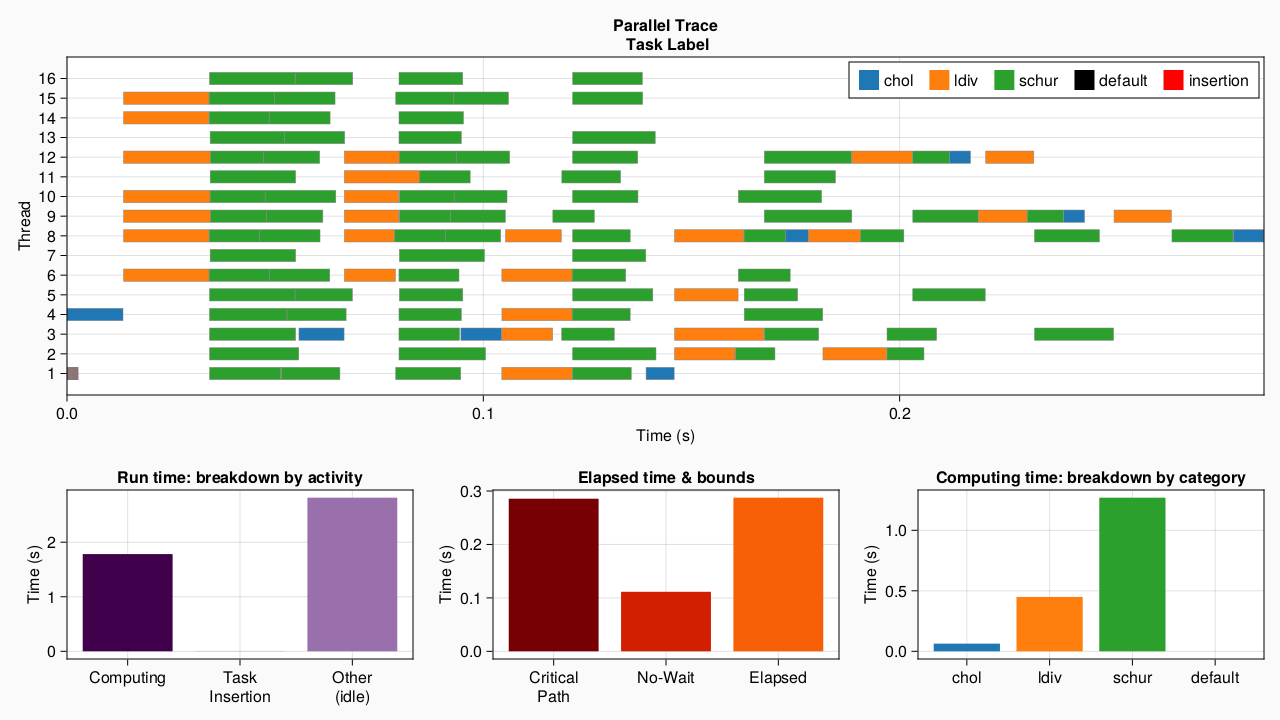 Parallel Trace
Task Label
chol ldiv schur default insertion
Thread
16
15
14
13
12
11
10
9
8
7
6
5
4
3
2
1
0.0 0.1 0.2
Time (s)
Run time: breakdown by activity
Time (s)
2
1
0
Computing Task Insertion Other (idle)
Elapsed time & bounds
Time (s)
0.3
0.2
0.1
0.0
Critical Path No-Wait Elapsed
Computing time: breakdown by category
Time (s)
1.0
0.5
0.0
chol ldiv schur default